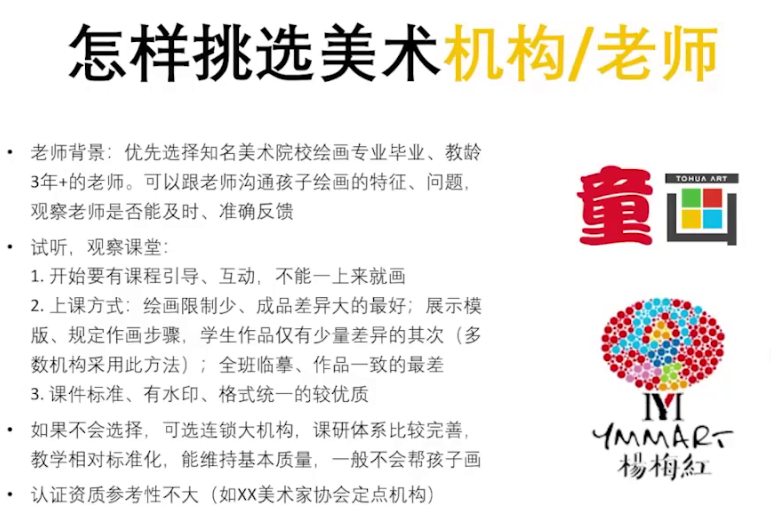 怎样挑选美术机构/老师
• 老师背景：优先选择知名美术院校绘画专业毕业、教龄
3年+的老师。可以跟老师沟通孩子绘画的特征、问题，
观察老师是否能及时、准确反馈
• 试听，观察课堂：
1. 开始要有课程引导、互动，不能一上来就画
2. 上课方式：绘画限制少、成品差异大的最好；展示模
版、规定作画步骤，学生作品仅有少量差异的其次（多
数机构采用此方法）；全班临摹、作品一致的最差
3. 课件标准、有水印、格式统一的较优质
• 如果不会选择，可选连锁大机构，课研体系比较完善，
教学相对标准化，能维持基本质量，一般不会帮孩子画
• 认证资质参考性不大（如XX美术家协会定点机构）
童画
TOHUA ART
YMMART
楊梅紅